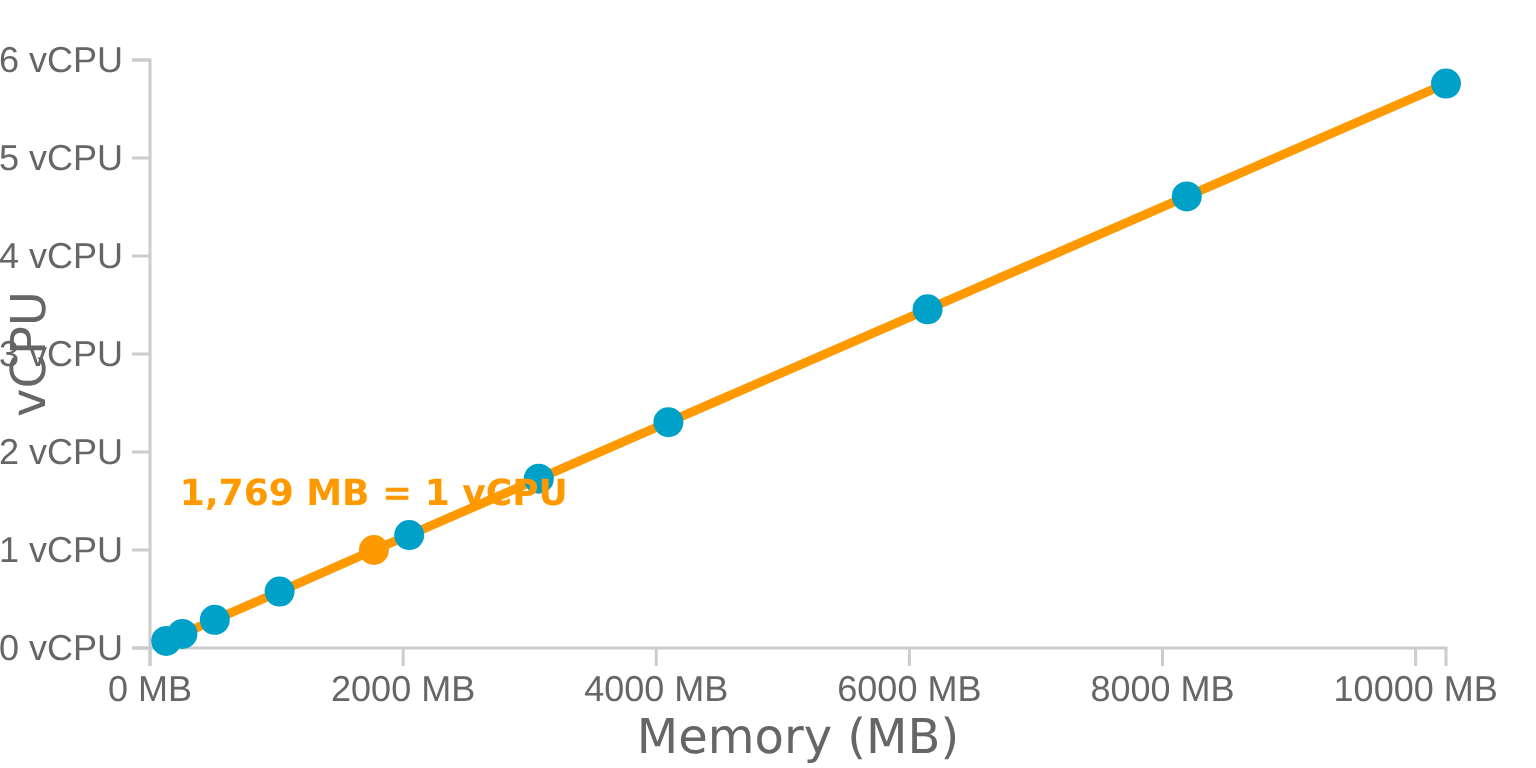 6 vCPU
5 vCPU
4 vCPU
3 vCPU
2 vCPU
1 vCPU
0 vCPU
vCPU
1,769 MB = 1 vCPU
0 MB
2000 MB
4000 MB
6000 MB
8000 MB
10000 MB
Memory (MB)